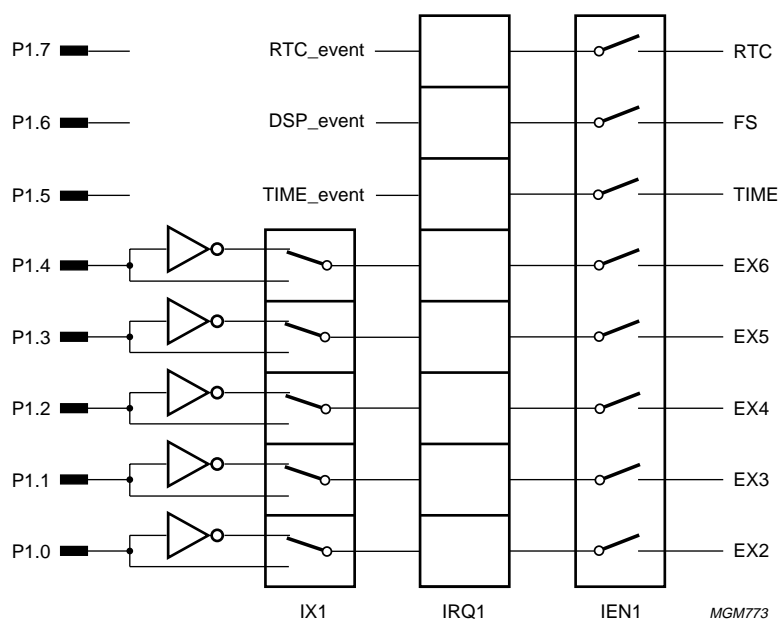 P1.7 RTC_event RTC
P1.6 DSP_event FS
P1.5 TIME_event TIME
P1.4 EX6
P1.3 EX5
P1.2 EX4
P1.1 EX3
P1.0 EX2
IX1 IRQ1 IEN1 MGM773